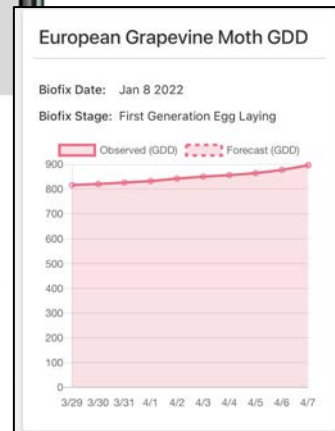 European Grapevine Moth GDD
Biofix Date: Jan 8 2022
Biofix Stage: First Generation Egg Laying
Observed (GDD) Forecast (GDD)
900
800
700
600
500
400
300
200
100
0
3/29 3/30 3/31 4/1 4/2 4/3 4/4 4/5 4/6 4/7